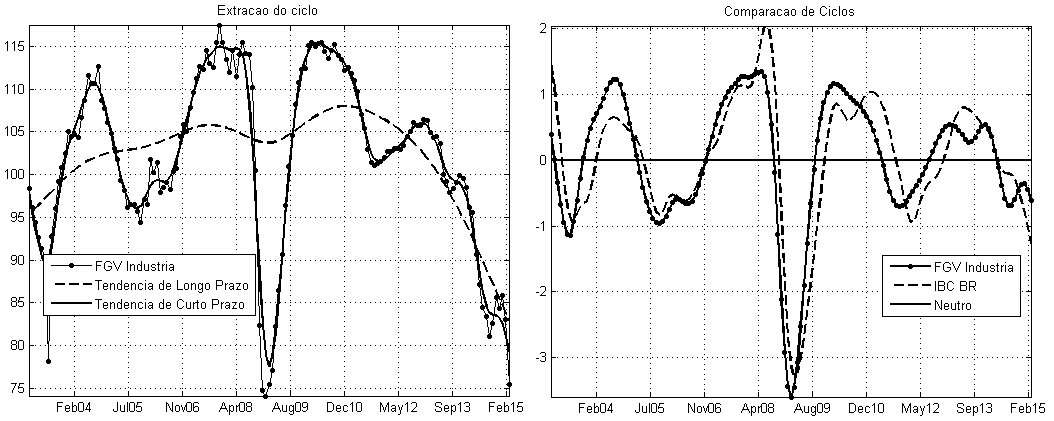 Extracao do ciclo
115
110
105
100
95
90
85
80
75
FGV Industria
Tendencia de Longo Prazo
Tendencia de Curto Prazo
Feb04 Jul05 Nov06 Apr08 Aug09 Dec10 May12 Sep13 Feb15
Comparacao de Ciclos
2
1
0
-1
-2
-3
FGV Industria
IBC BR
Neutro
Feb04 Jul05 Nov06 Apr08 Aug09 Dec10 May12 Sep13 Feb15